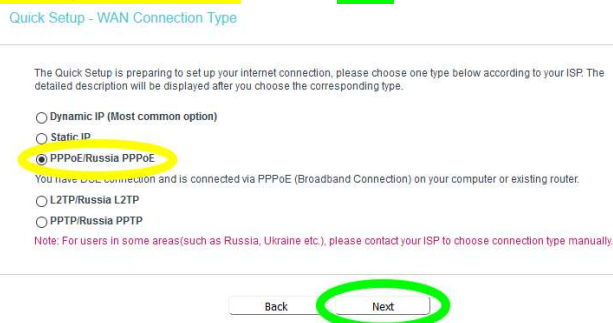 Quick Setup - WAN Connection Type
The Quick Setup is preparing to set up your internet connection, please choose one type below according to your ISP. The
detailed description will be displayed after you choose the corresponding type.
Dynamic IP (Most common option)
Static IP
PPPoE/Russia PPPoE
You have DSL connection and is connected via PPPoE (Broadband Connection) on your computer or existing router.
L2TP/Russia L2TP
PPTP/Russia PPTP
Note: For users in some areas(such as Russia, Ukraine etc.), please contact your ISP to choose connection type manually.
Back Next